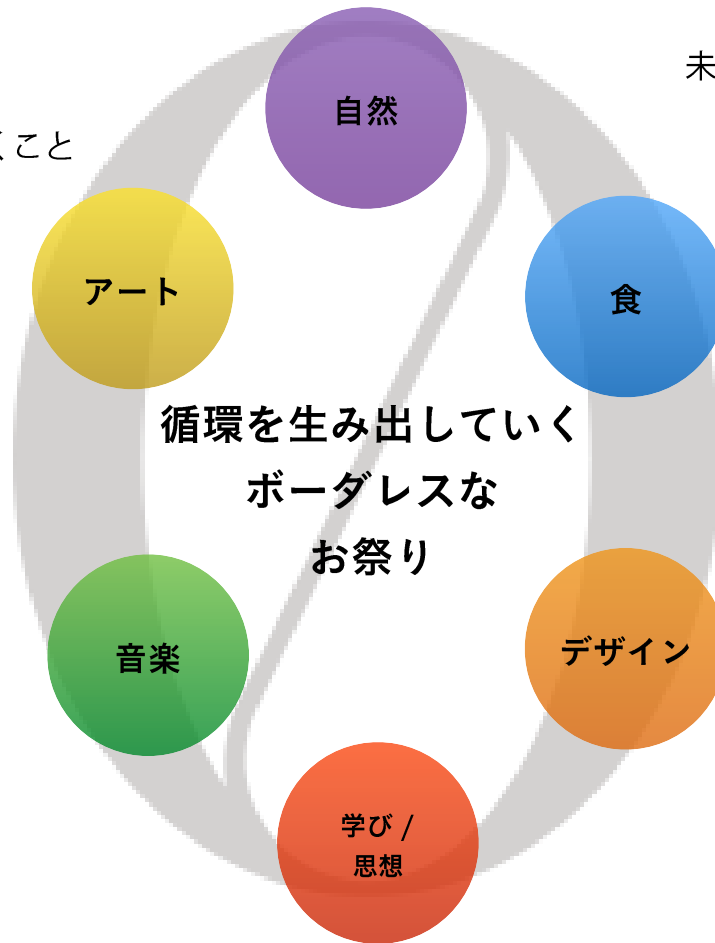 未
くこと
自然
アート
食
循環を生み出していく
ボーダレスな
お祭り
音楽
デザイン
学び /
思想